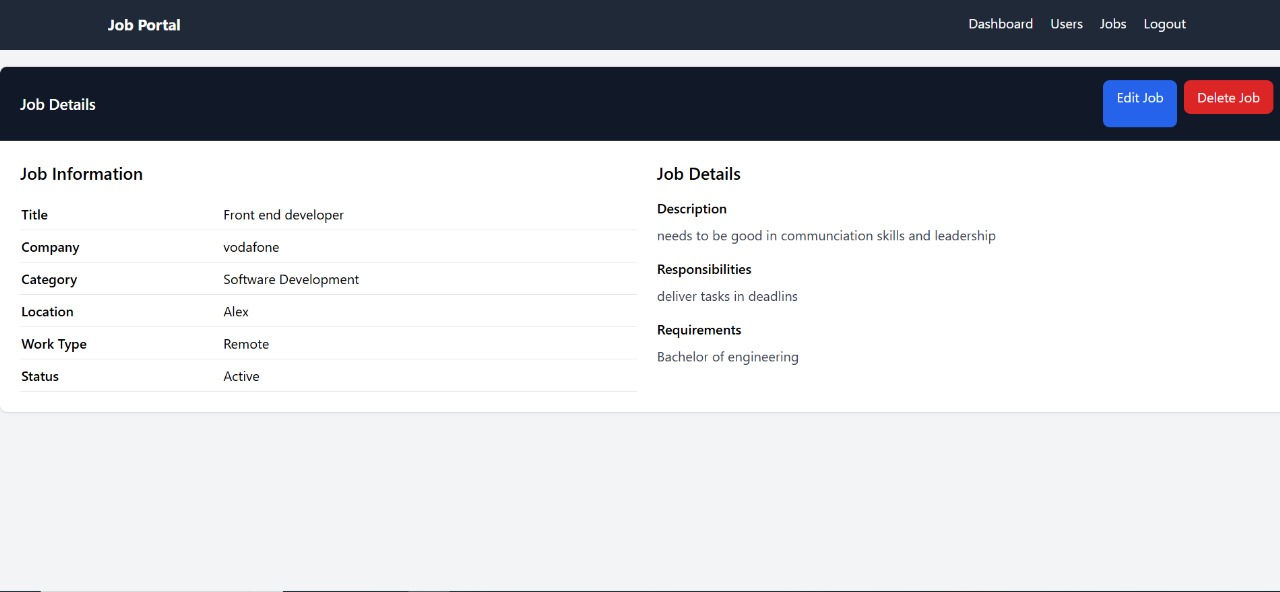 Job Portal
Dashboard Users Jobs Logout
Job Details
Edit Job Delete Job
Job Information
Title Front end developer
Company vodafone
Category Software Development
Location Alex
Work Type Remote
Status Active
Job Details
Description
needs to be good in communciation skills and leadership
Responsibilities
deliver tasks in deadlins
Requirements
Bachelor of engineering